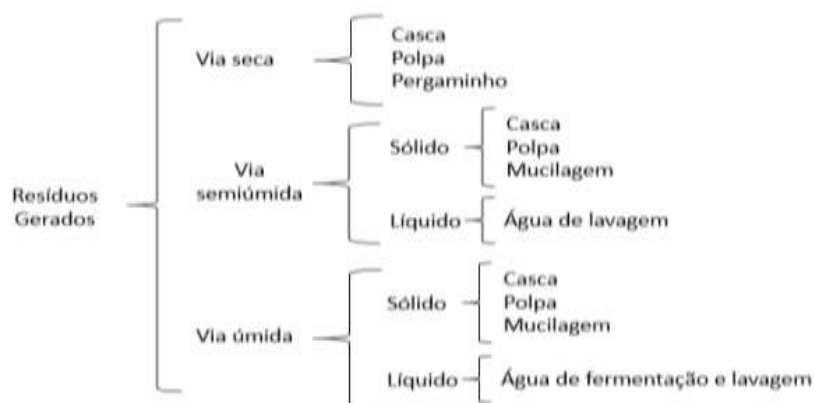 Resíduos
Gerados
Via seca
Casca
Polpa
Pergaminho
Via
semiúmida
Sólido
Casca
Polpa
Mucilagem
Líquido
Água de lavagem
Via úmida
Sólido
Casca
Polpa
Mucilagem
Líquido
Água de fermentação e lavagem